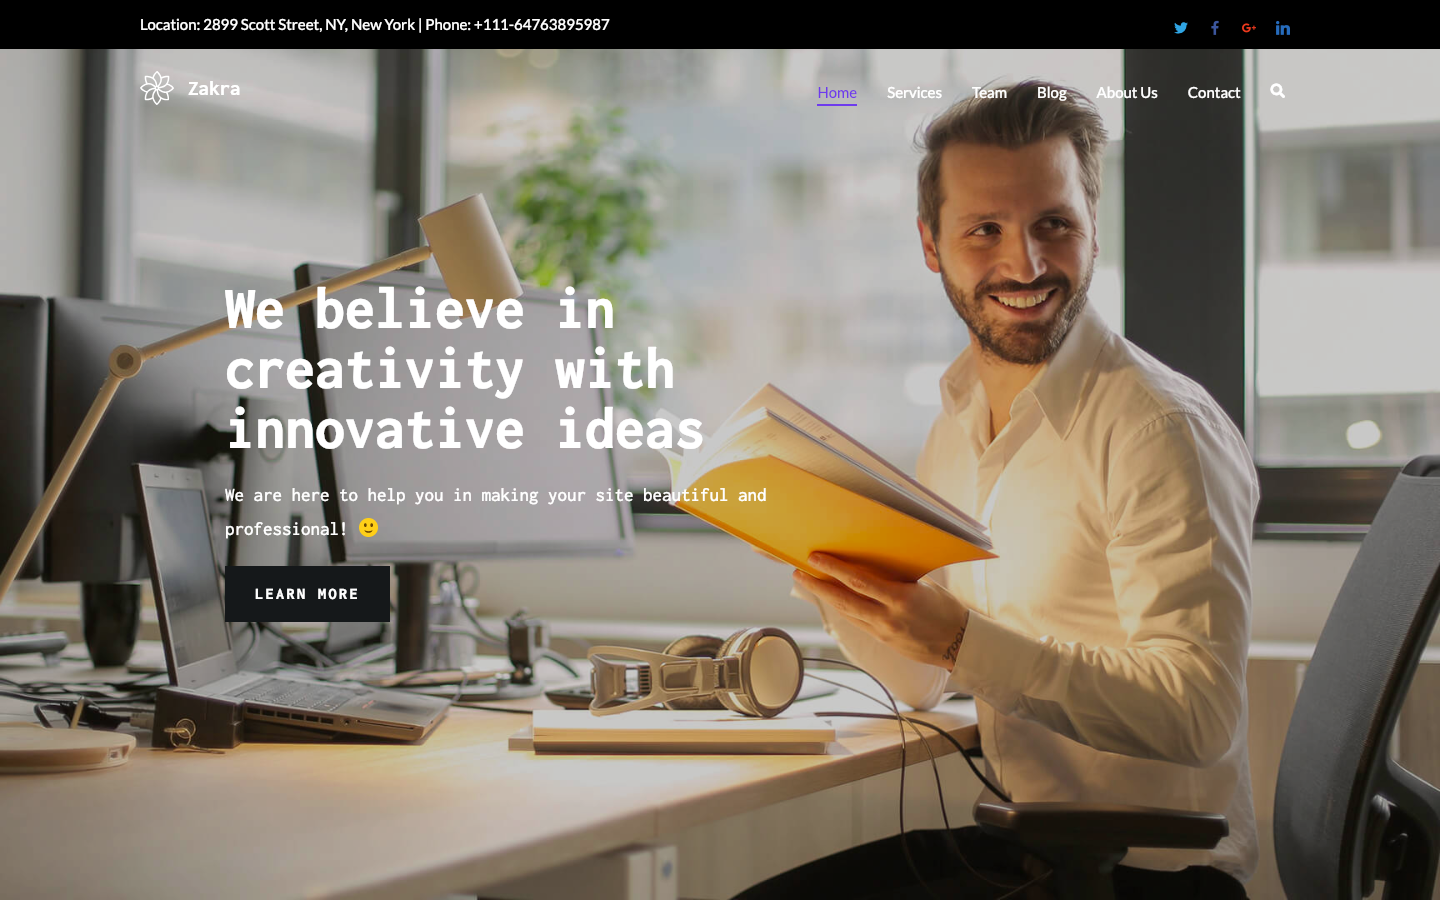 Location: 2899 Scott Street, NY, New York | Phone: +111-64763895987
Zakra
Home Services Team Blog About Us Contact
We believe in
creativity with
innovative ideas
We are here to help you in making your site beautiful and
professional! 🙂
LEARN MORE